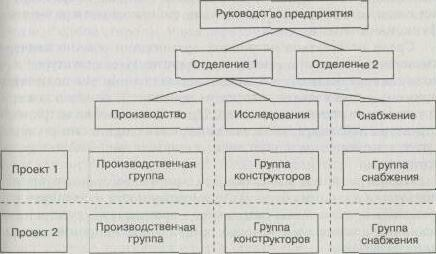 Руководство предприятия
Отделение 1
Отделение 2
Производство
Исследования
Снабжение
Проект 1
Производственная
группа
Группа
конструкторов
Группа
снабжения
Проект 2
Производственная
группа
Группа
конструкторов
Группа
снабжения